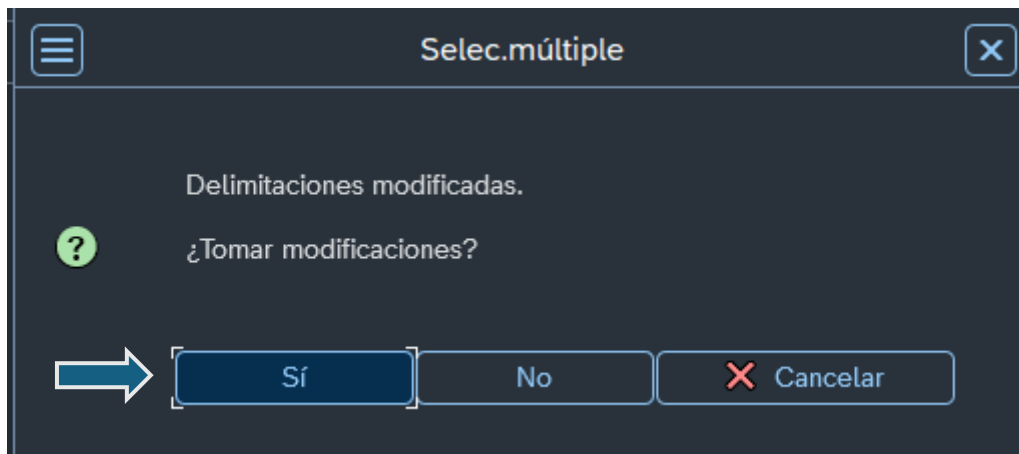 Selec.múltiple
Delimitaciones modificadas.
¿Tomar modificaciones?
Sí
No
Cancelar